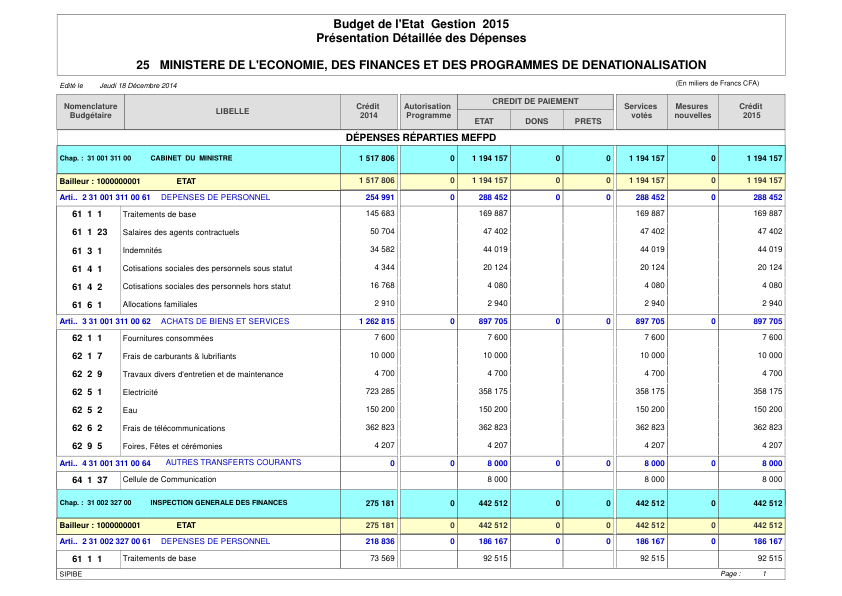 Budget de l'Etat Gestion 2015
Présentation Détaillée des Dépenses
25 MINISTERE DE L'ECONOMIE, DES FINANCES ET DES PROGRAMMES DE DENATIONALISATION
Edité le Jeudi 18 Décembre 2014 (En miliers de Francs CFA)
Nomenclature Budgétaire LIBELLE Crédit 2014 Autorisation Programme CREDIT DE PAIEMENT ETAT DONS PRETS Services votés Mesures nouvelles Crédit 2015
DÉPENSES RÉPARTIES MEFPD
Chap. : 31 001 311 00 CABINET DU MINISTRE 1 517 806 0 1 194 157 0 0 1 194 157 0 1 194 157
Bailleur : 1000000001 ETAT 1 517 806 0 1 194 157 0 0 1 194 157 0 1 194 157
Arti.. 2 31 001 311 00 61 DEPENSES DE PERSONNEL 254 991 0 288 452 0 0 288 452 0 288 452
61 1 1 Traitements de base 145 683 169 887 169 887 169 887
61 1 23 Salaires des agents contractuels 50 704 47 402 47 402 47 402
61 3 1 Indemnités 34 582 44 019 44 019 44 019
61 4 1 Cotisations sociales des personnels sous statut 4 344 20 124 20 124 20 124
61 4 2 Cotisations sociales des personnels hors statut 16 768 4 080 4 080 4 080
61 6 1 Allocations familiales 2 910 2 940 2 940 2 940
Arti.. 3 31 001 311 00 62 ACHATS DE BIENS ET SERVICES 1 262 815 0 897 705 0 0 897 705 0 897 705
62 1 1 Fournitures consommées 7 600 7 600 7 600 7 600
62 1 7 Frais de carburants & lubrifiants 10 000 10 000 10 000 10 000
62 2 9 Travaux divers d'entretien et de maintenance 4 700 4 700 4 700 4 700
62 5 1 Electricité 723 285 358 175 358 175 358 175
62 5 2 Eau 150 200 150 200 150 200 150 200
62 6 2 Frais de télécommunications 362 823 362 823 362 823 362 823
62 9 5 Foires, Fêtes et cérémonies 4 207 4 207 4 207 4 207
Arti.. 4 31 001 311 00 64 AUTRES TRANSFERTS COURANTS 0 0 8 000 0 0 8 000 0 8 000
64 1 37 Cellule de Communication 8 000 8 000 8 000
Chap. : 31 002 327 00 INSPECTION GENERALE DES FINANCES 275 181 0 442 512 0 0 442 512 0 442 512
Bailleur : 1000000001 ETAT 275 181 0 442 512 0 0 442 512 0 442 512
Arti.. 2 31 002 327 00 61 DEPENSES DE PERSONNEL 218 836 0 186 167 0 0 186 167 0 186 167
61 1 1 Traitements de base 73 569 92 515 92 515 92 515
SIPIBE Page : 1